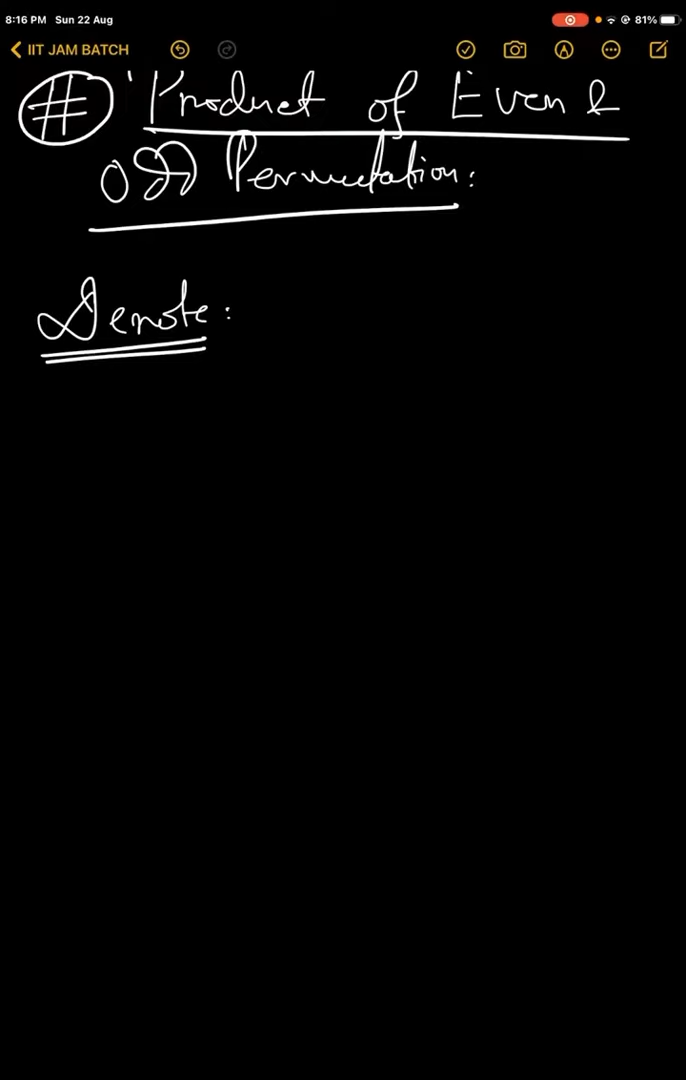 8:16 PM Sun 22 Aug 81%
IIT JAM BATCH
# Product of Even &
odd Permutation:
Denote: